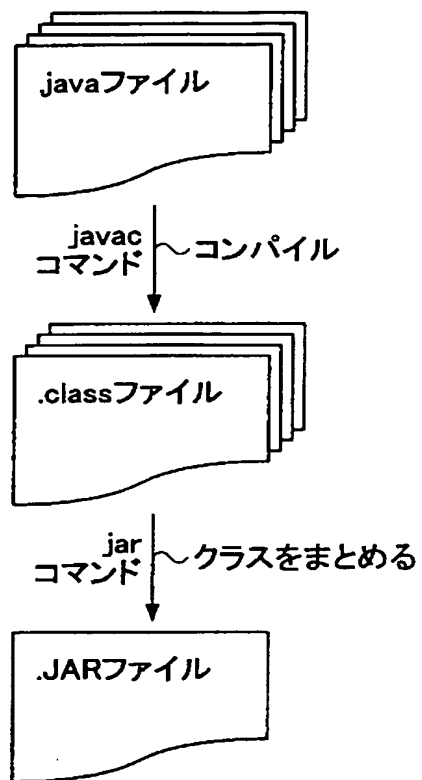 .javaファイル
javac
コマンド
コンパイル
.classファイル
jar
コマンド
クラスをまとめる
.JARファイル